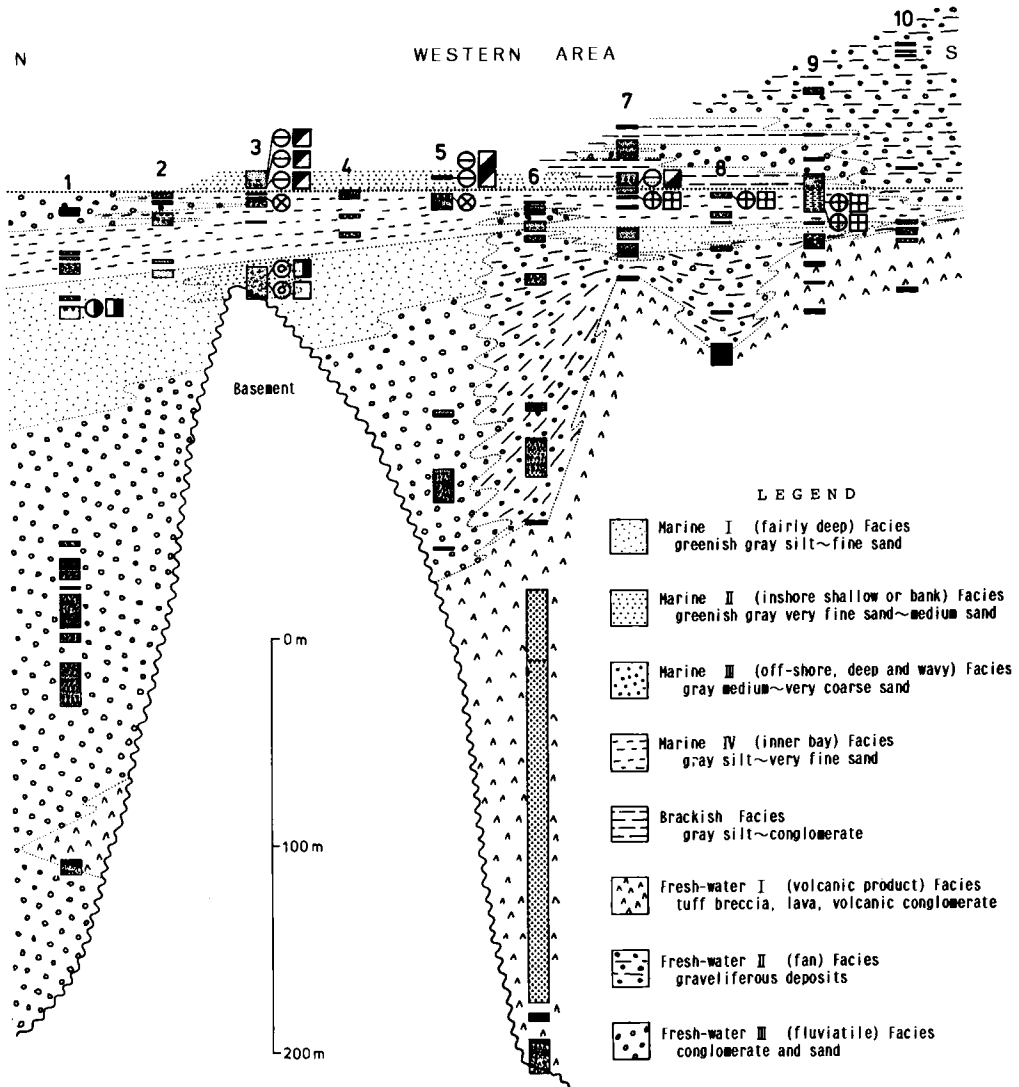 WESTERN AREA
N
S
1
2
3
4
5
6
7
8
9
10
Basement
0m
100m
200m
LEGEND
Marine I (fairly deep) Facies
greenish gray silt~fine sand
Marine II (inshore shallow or bank) Facies
greenish gray very fine sand~medium sand
Marine III (off-shore, deep and wavy) Facies
gray medium~very coarse sand
Marine IV (inner bay) Facies
gray silt~very fine sand
Brackish Facies
gray silt~conglomerate
Fresh-water I (volcanic product) Facies
tuff breccia, lava, volcanic conglomerate
Fresh-water II (fan) Facies
graveliferous deposits
Fresh-water III (fluviatile) Facies
conglomerate and sand